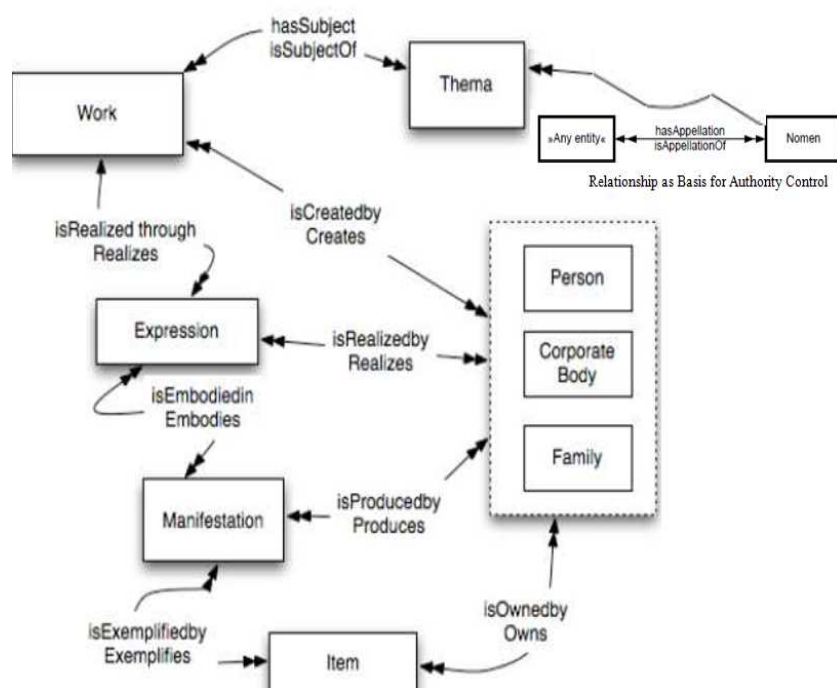 hasSubject
isSubjectOf
Work
Thema
»Any entity«
hasAppellation
isAppellationOf
Nomen
Relationship as Basis for Authority Control
isCreatedby
Creates
isRealized through
Realizes
Person
Expression
isRealizedby
Realizes
Corporate
Body
isEmbodiedin
Embodies
Family
Manifestation
isProducedby
Produces
isExemplifiedby
Exemplifies
isOwnedby
Owns
Item